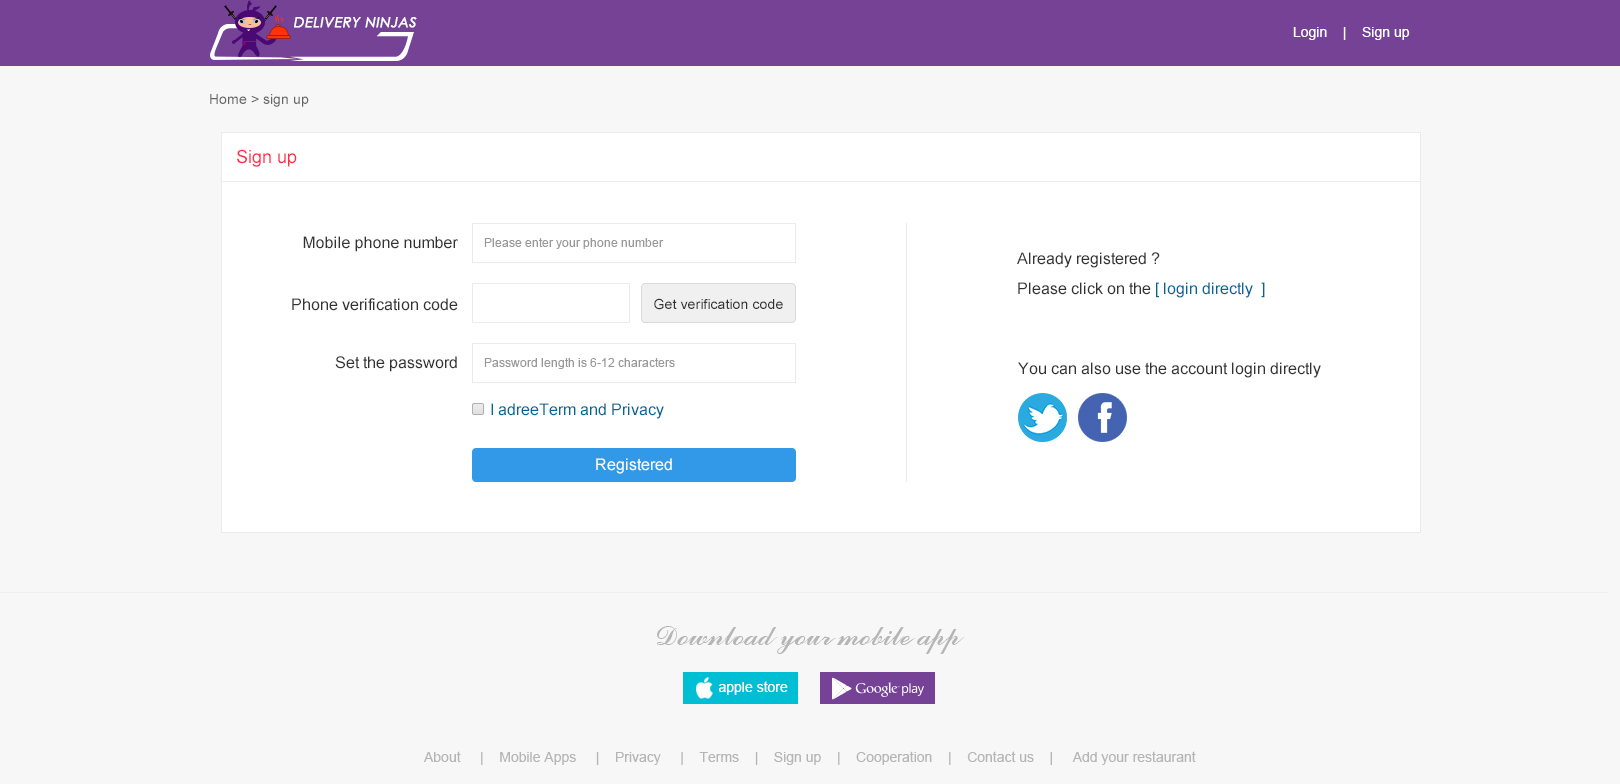 DELIVERY NINJAS
Login | Sign up
Home > sign up
Sign up
Mobile phone number
Please enter your phone number
Phone verification code
Get verification code
Set the password
Password length is 6-12 characters
I adreeTerm and Privacy
Registered
Already registered ?
Please click on the [ login directly ]
You can also use the account login directly
Download your mobile app
apple store
Google play
About | Mobile Apps | Privacy | Terms | Sign up | Cooperation | Contact us | Add your restaurant